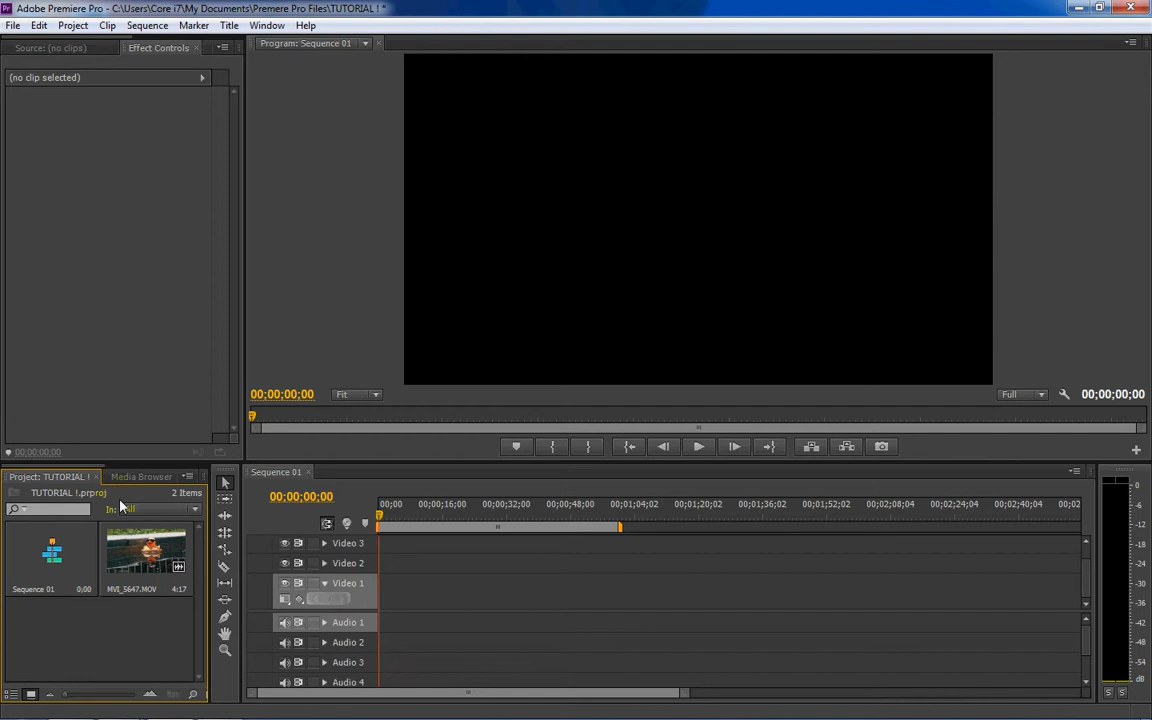 Adobe Premiere Pro - C:\Users\Core i7\My Documents\Premere Pro Files\TUTORIAL ! *
File Edit Project Clip Sequence Marker Title Window Help
Source: (no clips) Effect Controls Program: Sequence 01
(no clip selected)
00;00;00;00 Fit Full 00;00;00;00
00;00;00;00
Project: TUTORIAL ! Media Browser Sequence 01
TUTORIAL !.prproj 2 Items
00;00;00;00
In: All
00;00 00;00;16;00 00;00;32;00 00;00;48;00 00;01;04;02 00;01;20;02 00;01;36;02 00;01;52;02 00;02;08;04 00;02;24;04 00;02;40;04 00;02
Video 3
Video 2
Video 1
Sequence 01 0;00 MVI_5647.MOV 4:17
Audio 1
Audio 2
Audio 3
Audio 4
0
-6
-12
-18
-24
-30
-36
-42
-48
-54
dB
S S